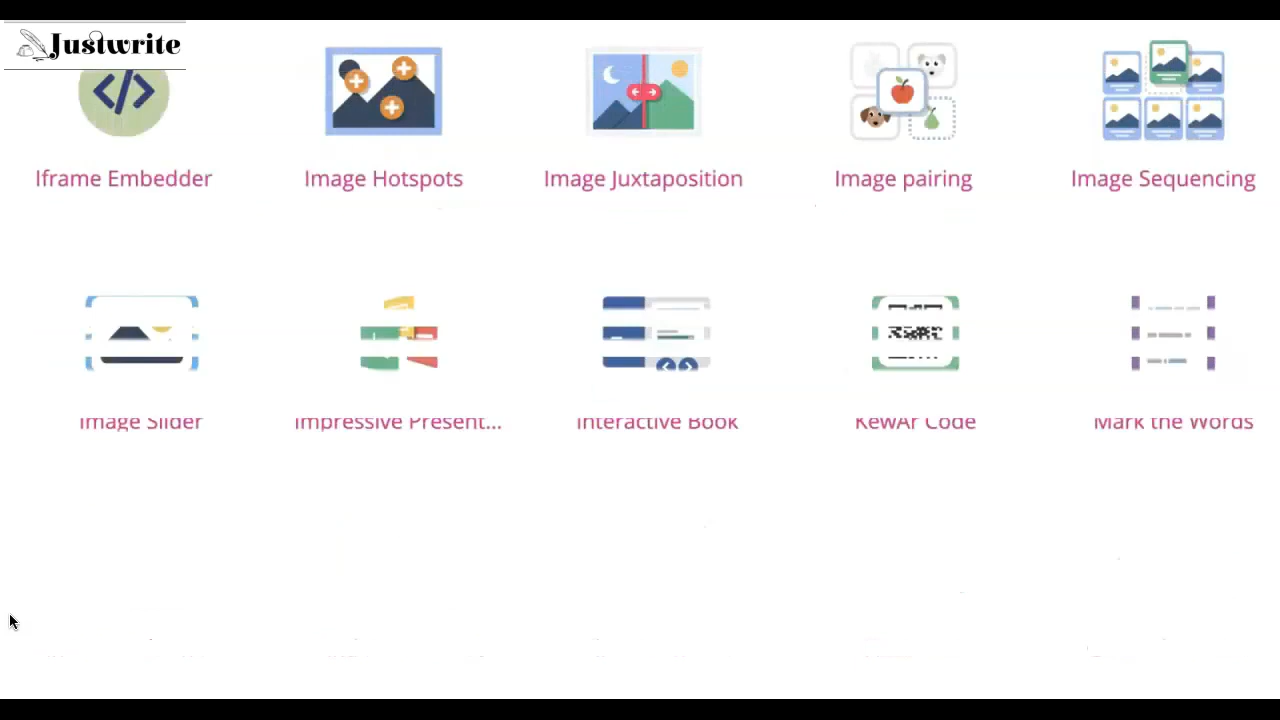 Justwrite
Iframe Embedder
Image Hotspots
Image Juxtaposition
Image pairing
Image Sequencing
Image Slider
Impressive Present...
Interactive Book
KewAr Code
Mark the Words